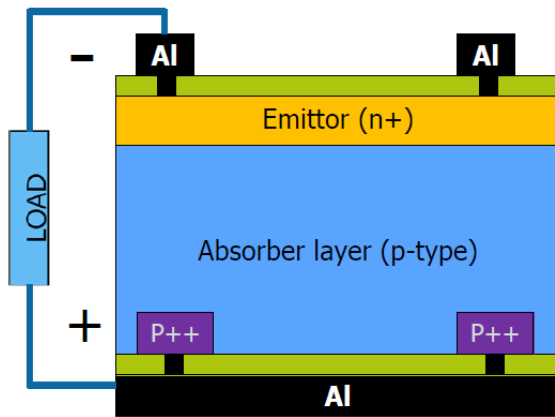 Al
Al
–
Emittor (n+)
LOAD
Absorber layer (p-type)
+
P++
P++
Al